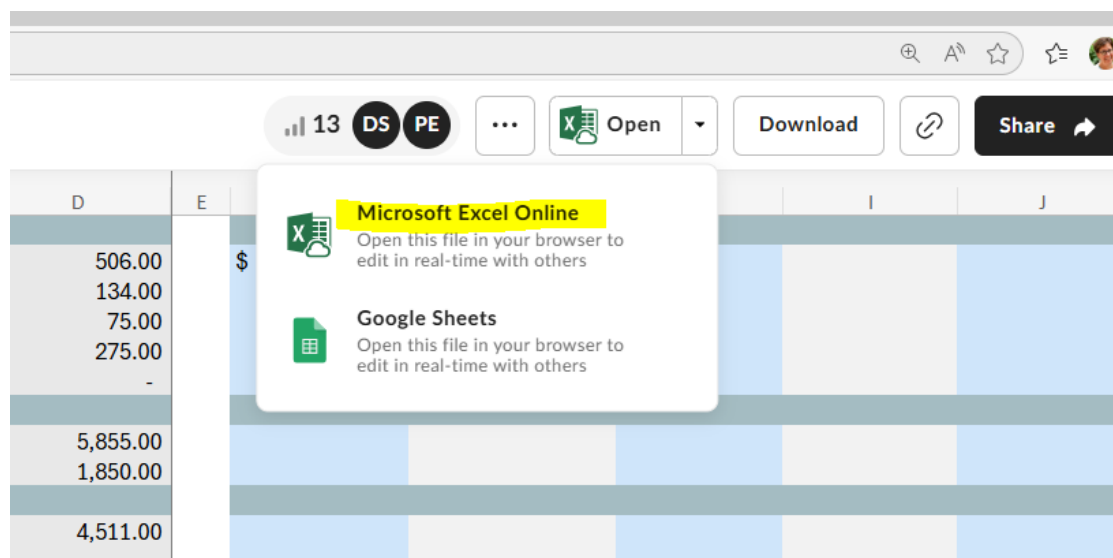 13 DS PE ... Open Download Share
D E I J
Microsoft Excel Online
Open this file in your browser to
edit in real-time with others
Google Sheets
Open this file in your browser to
edit in real-time with others
506.00 $
134.00
75.00
275.00
-
5,855.00
1,850.00
4,511.00